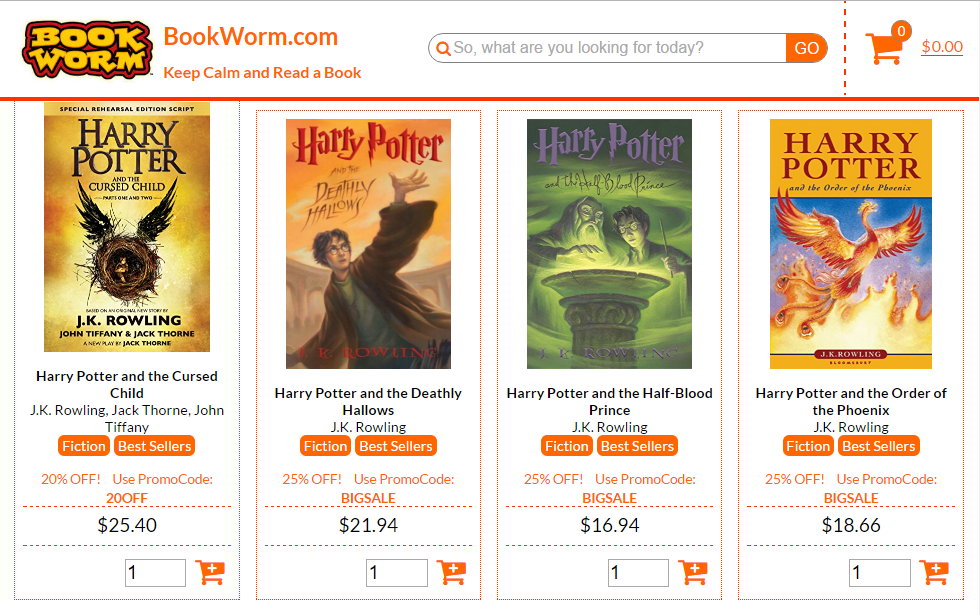 BOOK
WORM
BookWorm.com
Keep Calm and Read a Book
So, what are you looking for today?
GO
0
$0.00
SPECIAL REHEARSAL EDITION SCRIPT
HARRY
POTTER
AND THE
CURSED CHILD
PARTS ONE AND TWO
BASED ON AN ORIGINAL NEW STORY BY
J.K. ROWLING
JOHN TIFFANY & JACK THORNE
A NEW PLAY BY JACK THORNE
Harry Potter and the Cursed
Child
J.K. Rowling, Jack Thorne, John
Tiffany
Fiction Best Sellers
20% OFF! Use PromoCode:
20OFF
$25.40
1
Harry Potter
AND THE
DEATHLY
HALLOWS
J. K. ROWLING
Harry Potter and the Deathly
Hallows
J.K. Rowling
Fiction Best Sellers
25% OFF! Use PromoCode:
BIGSALE
$21.94
1
Harry Potter
and the Half-Blood Prince
J. K. ROWLING
Harry Potter and the Half-Blood
Prince
J.K. Rowling
Fiction Best Sellers
25% OFF! Use PromoCode:
BIGSALE
$16.94
1
HARRY
POTTER
and the Order of the Phoenix
J.K.ROWLING
BLOOMSBURY
Harry Potter and the Order of
the Phoenix
J.K. Rowling
Fiction Best Sellers
25% OFF! Use PromoCode:
BIGSALE
$18.66
1